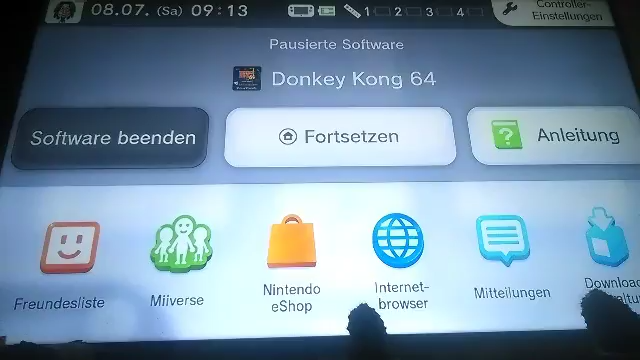 08.07. (Sa) 09:13
1 2 3 4
Controller-
Einstellungen
Pausierte Software
Donkey Kong 64
Software beenden
Fortsetzen
? Anleitung
Freundesliste
Miiverse
Nintendo
eShop
Internet-
browser
Mitteilungen